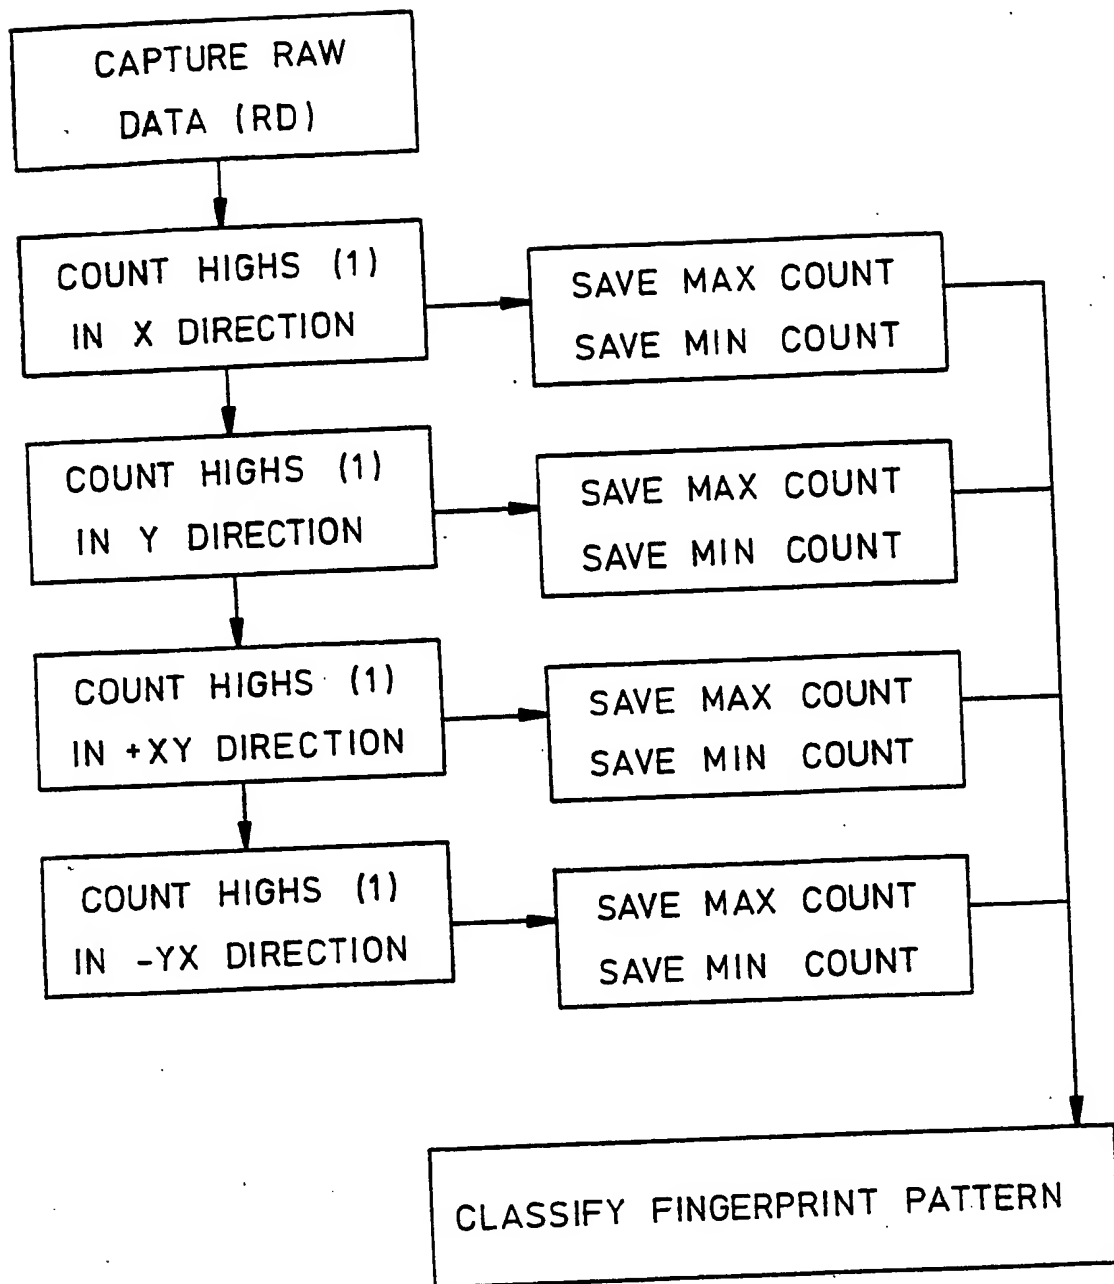 CAPTURE RAW
DATA (RD)
COUNT HIGHS (1)
IN X DIRECTION
SAVE MAX COUNT
SAVE MIN COUNT
COUNT HIGHS (1)
IN Y DIRECTION
SAVE MAX COUNT
SAVE MIN COUNT
COUNT HIGHS (1)
IN +XY DIRECTION
SAVE MAX COUNT
SAVE MIN COUNT
COUNT HIGHS (1)
IN -YX DIRECTION
SAVE MAX COUNT
SAVE MIN COUNT
CLASSIFY FINGERPRINT PATTERN